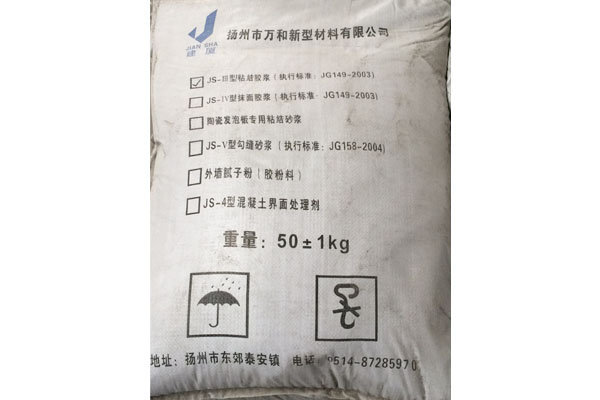 扬州市万和新型材料有限公司
JIAN SHA
建厦
JS-Ⅲ型粘结胶浆（执行标准：JG149-2003）
JS-IV型抹面胶浆（执行标准：JG149-2003）
陶瓷发泡板专用粘结砂浆
JS-V型勾缝砂浆（执行标准：JG158-2004）
外墙腻子粉（胶粉料）
JS-4型混凝土界面处理剂
重量：50±1kg
地址：扬州市东郊泰安镇 电话：0514-87285970